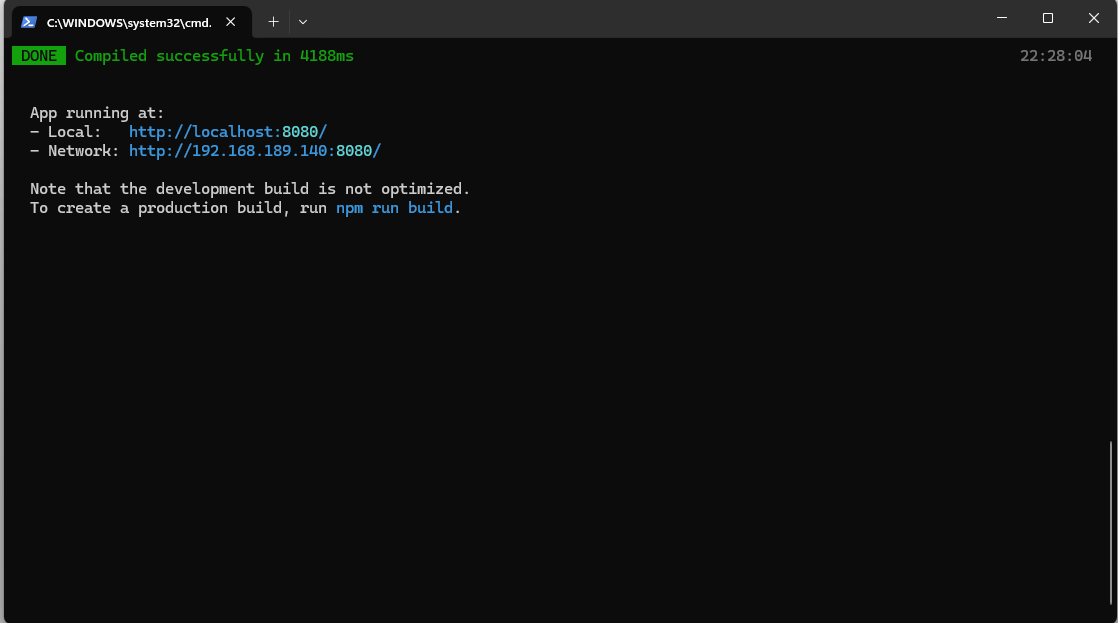 C:\WINDOWS\system32\cmd.
DONE Compiled successfully in 4188ms 22:28:04
App running at:
- Local: http://localhost:8080/
- Network: http://192.168.189.140:8080/
Note that the development build is not optimized.
To create a production build, run npm run build.